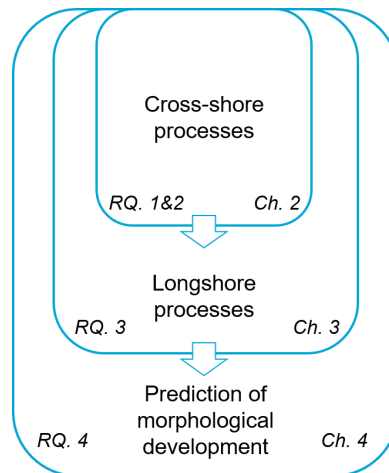 Cross-shore
processes
RQ. 1&2 Ch. 2
Longshore
processes
RQ. 3 Ch. 3
Prediction of
morphological
development
RQ. 4 Ch. 4